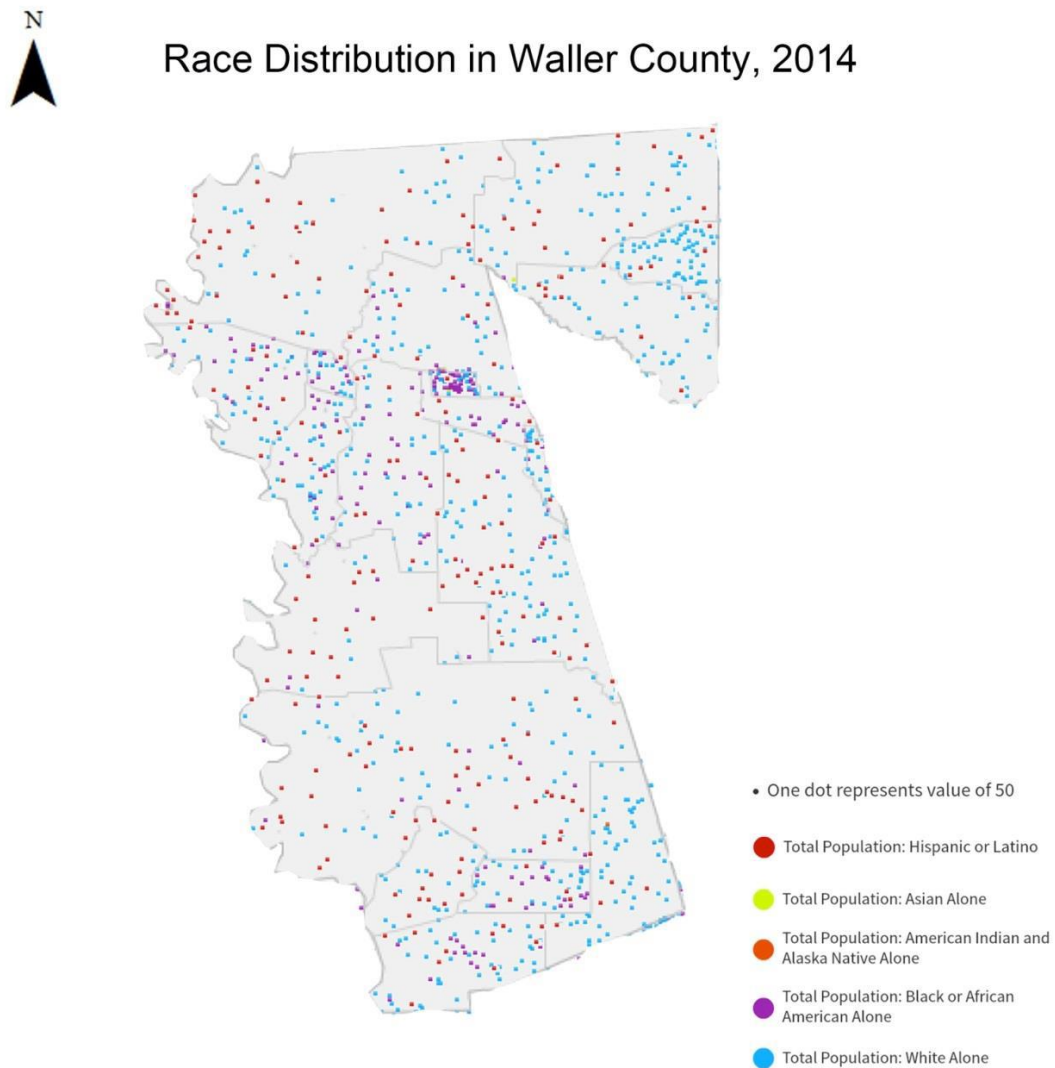 N
Race Distribution in Waller County, 2014
• One dot represents value of 50
Total Population: Hispanic or Latino
Total Population: Asian Alone
Total Population: American Indian and
Alaska Native Alone
Total Population: Black or African
American Alone
Total Population: White Alone